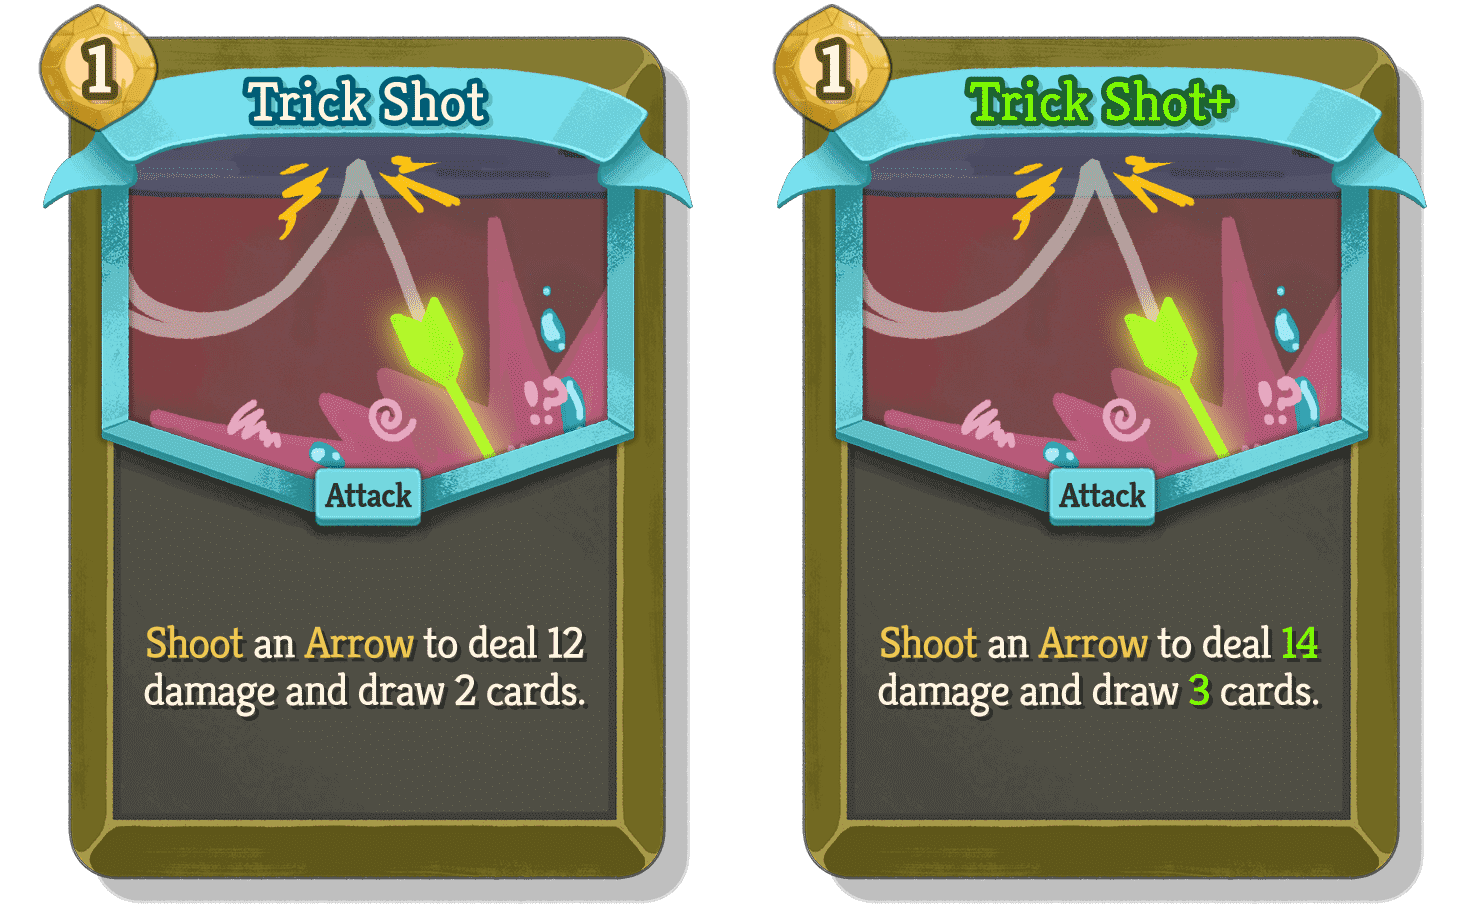 1
Trick Shot
!?
Attack
Shoot an Arrow to deal 12
damage and draw 2 cards.
1
Trick Shot+
!?
Attack
Shoot an Arrow to deal 14
damage and draw 3 cards.